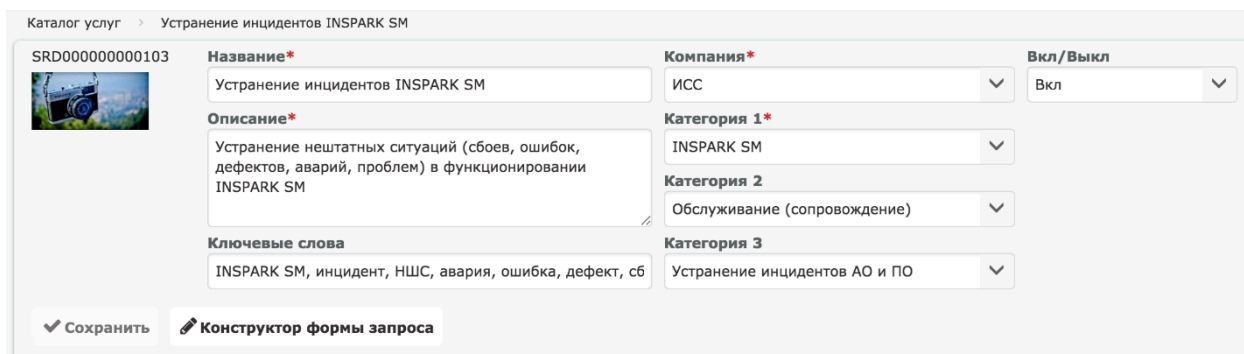 Каталог услуг > Устранение инцидентов INSPARK SM
SRD000000000103
Название*
Устранение инцидентов INSPARK SM
Компания*
ИСС
Вкл/Выкл
Вкл
Описание*
Устранение нештатных ситуаций (сбоев, ошибок,
дефектов, аварий, проблем) в функционировании
INSPARK SM
Категория 1*
INSPARK SM
Категория 2
Обслуживание (сопровождение)
Ключевые слова
INSPARK SM, инцидент, НШС, авария, ошибка, дефект, сб
Категория 3
Устранение инцидентов АО и ПО
Сохранить
Конструктор формы запроса